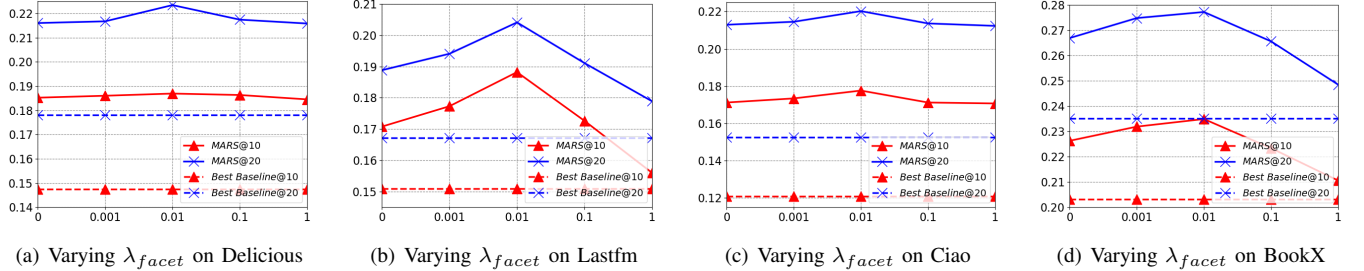 0.22
0.21
0.20
0.19
0.18
0.17
0.16
0.15
0.14
0 0.001 0.01 0.1 1
MARS@10
MARS@20
Best Baseline@10
Best Baseline@20
(a) Varying λfacet on Delicious
0.21
0.20
0.19
0.18
0.17
0.16
0.15
0 0.001 0.01 0.1 1
MARS@10
MARS@20
Best Baseline@10
Best Baseline@20
(b) Varying λfacet on Lastfm
0.22
0.20
0.18
0.16
0.14
0.12
0 0.001 0.01 0.1 1
MARS@10
MARS@20
Best Baseline@10
Best Baseline@20
(c) Varying λfacet on Ciao
0.28
0.27
0.26
0.25
0.24
0.23
0.22
0.21
0.20
0 0.001 0.01 0.1 1
MARS@10
MARS@20
Best Baseline@10
Best Baseline@20
(d) Varying λfacet on BookX